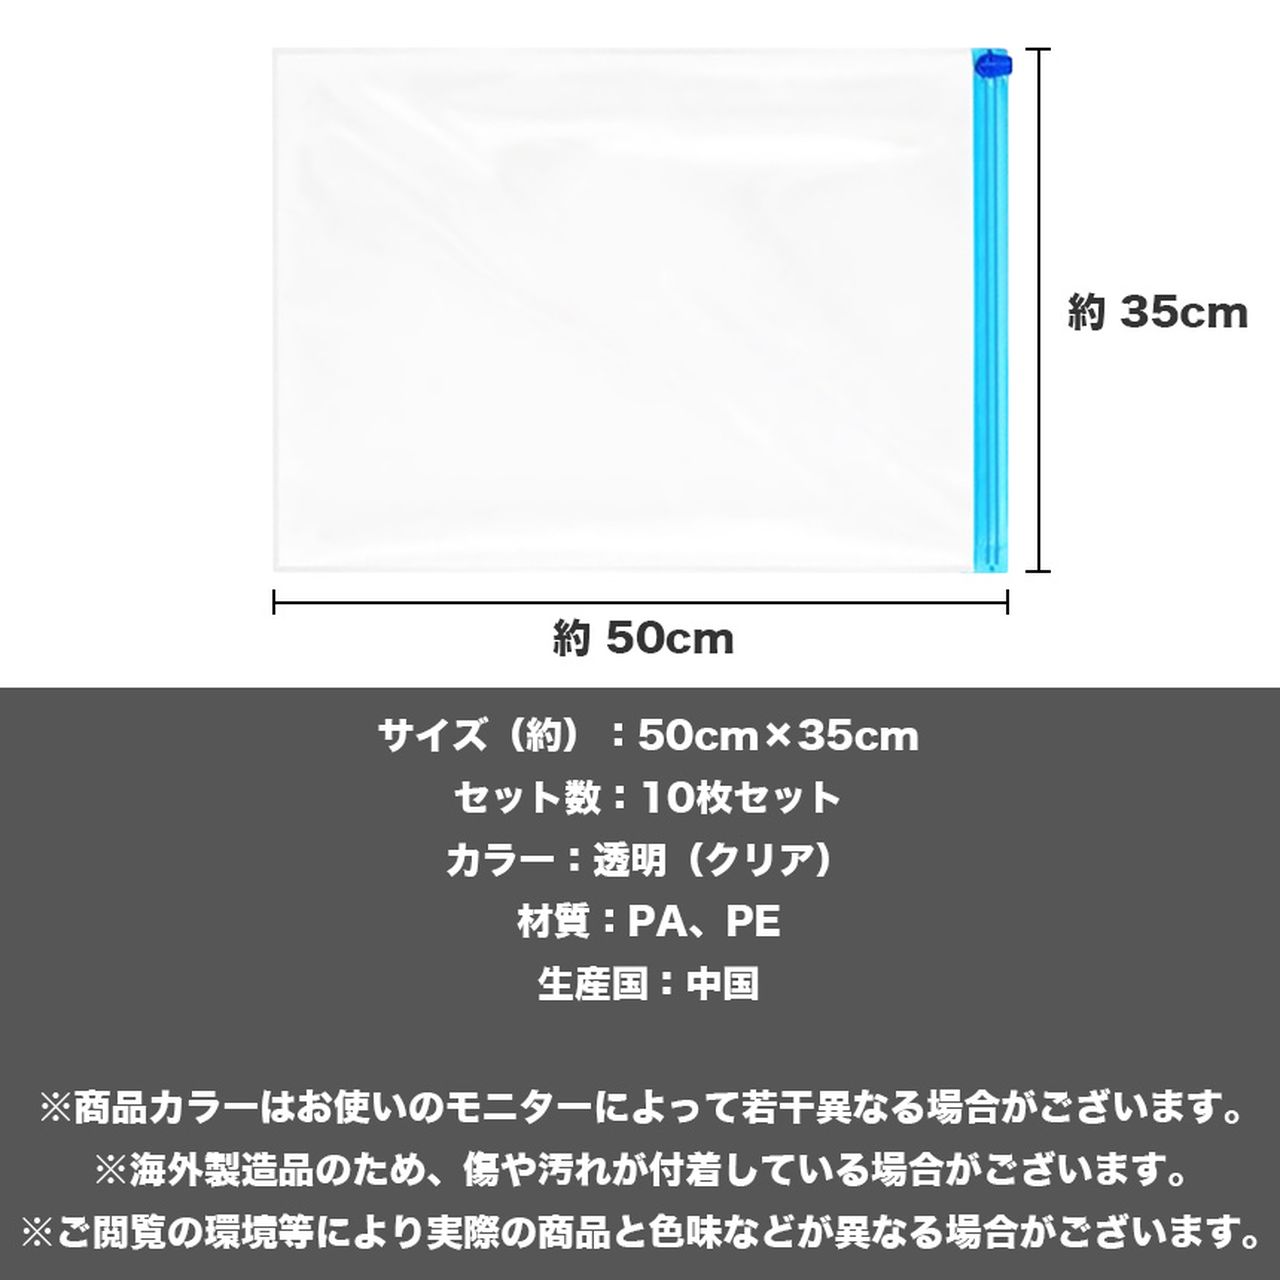 約 35cm
約 50cm
サイズ（約）：50cm×35cm
セット数：10枚セット
カラー：透明（クリア）
材質：PA、PE
生産国：中国
※商品カラーはお使いのモニターによって若干異なる場合がございます。
※海外製造品のため、傷や汚れが付着している場合がございます。
※ご閲覧の環境等により実際の商品と色味などが異なる場合がございます。